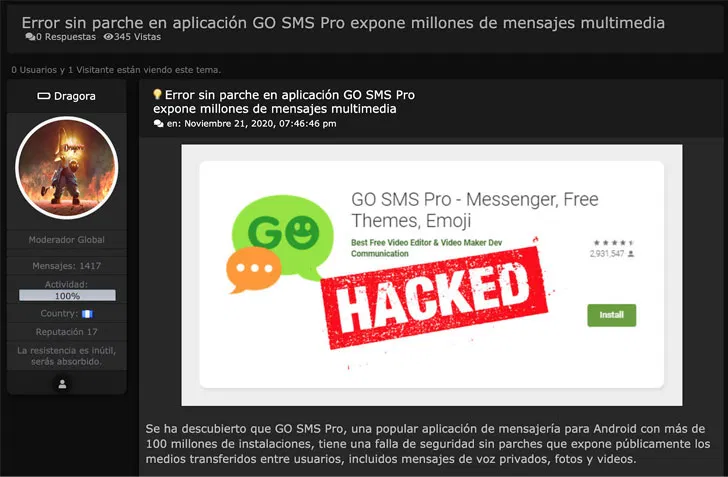 Error sin parche en aplicación GO SMS Pro expone millones de mensajes multimedia
0 Respuestas 345 Vistas
0 Usuarios y 1 Visitante están viendo este tema.
Dragora
Dragora
Moderador Global
Mensajes: 1417
Actividad:
100%
Country:
Reputación 17
La resistencia es inútil,
serás absorbido.
Error sin parche en aplicación GO SMS Pro
expone millones de mensajes multimedia
en: Noviembre 21, 2020, 07:46:46 pm
GO
GO SMS Pro - Messenger, Free
Themes, Emoji
Best Free Video Editor & Video Maker Dev
Communication
2,931,547
HACKED
Install
Se ha descubierto que GO SMS Pro, una popular aplicación de mensajería para Android con más de
100 millones de instalaciones, tiene una falla de seguridad sin parches que expone públicamente los
medios transferidos entre usuarios, incluidos mensajes de voz privados, fotos y videos.